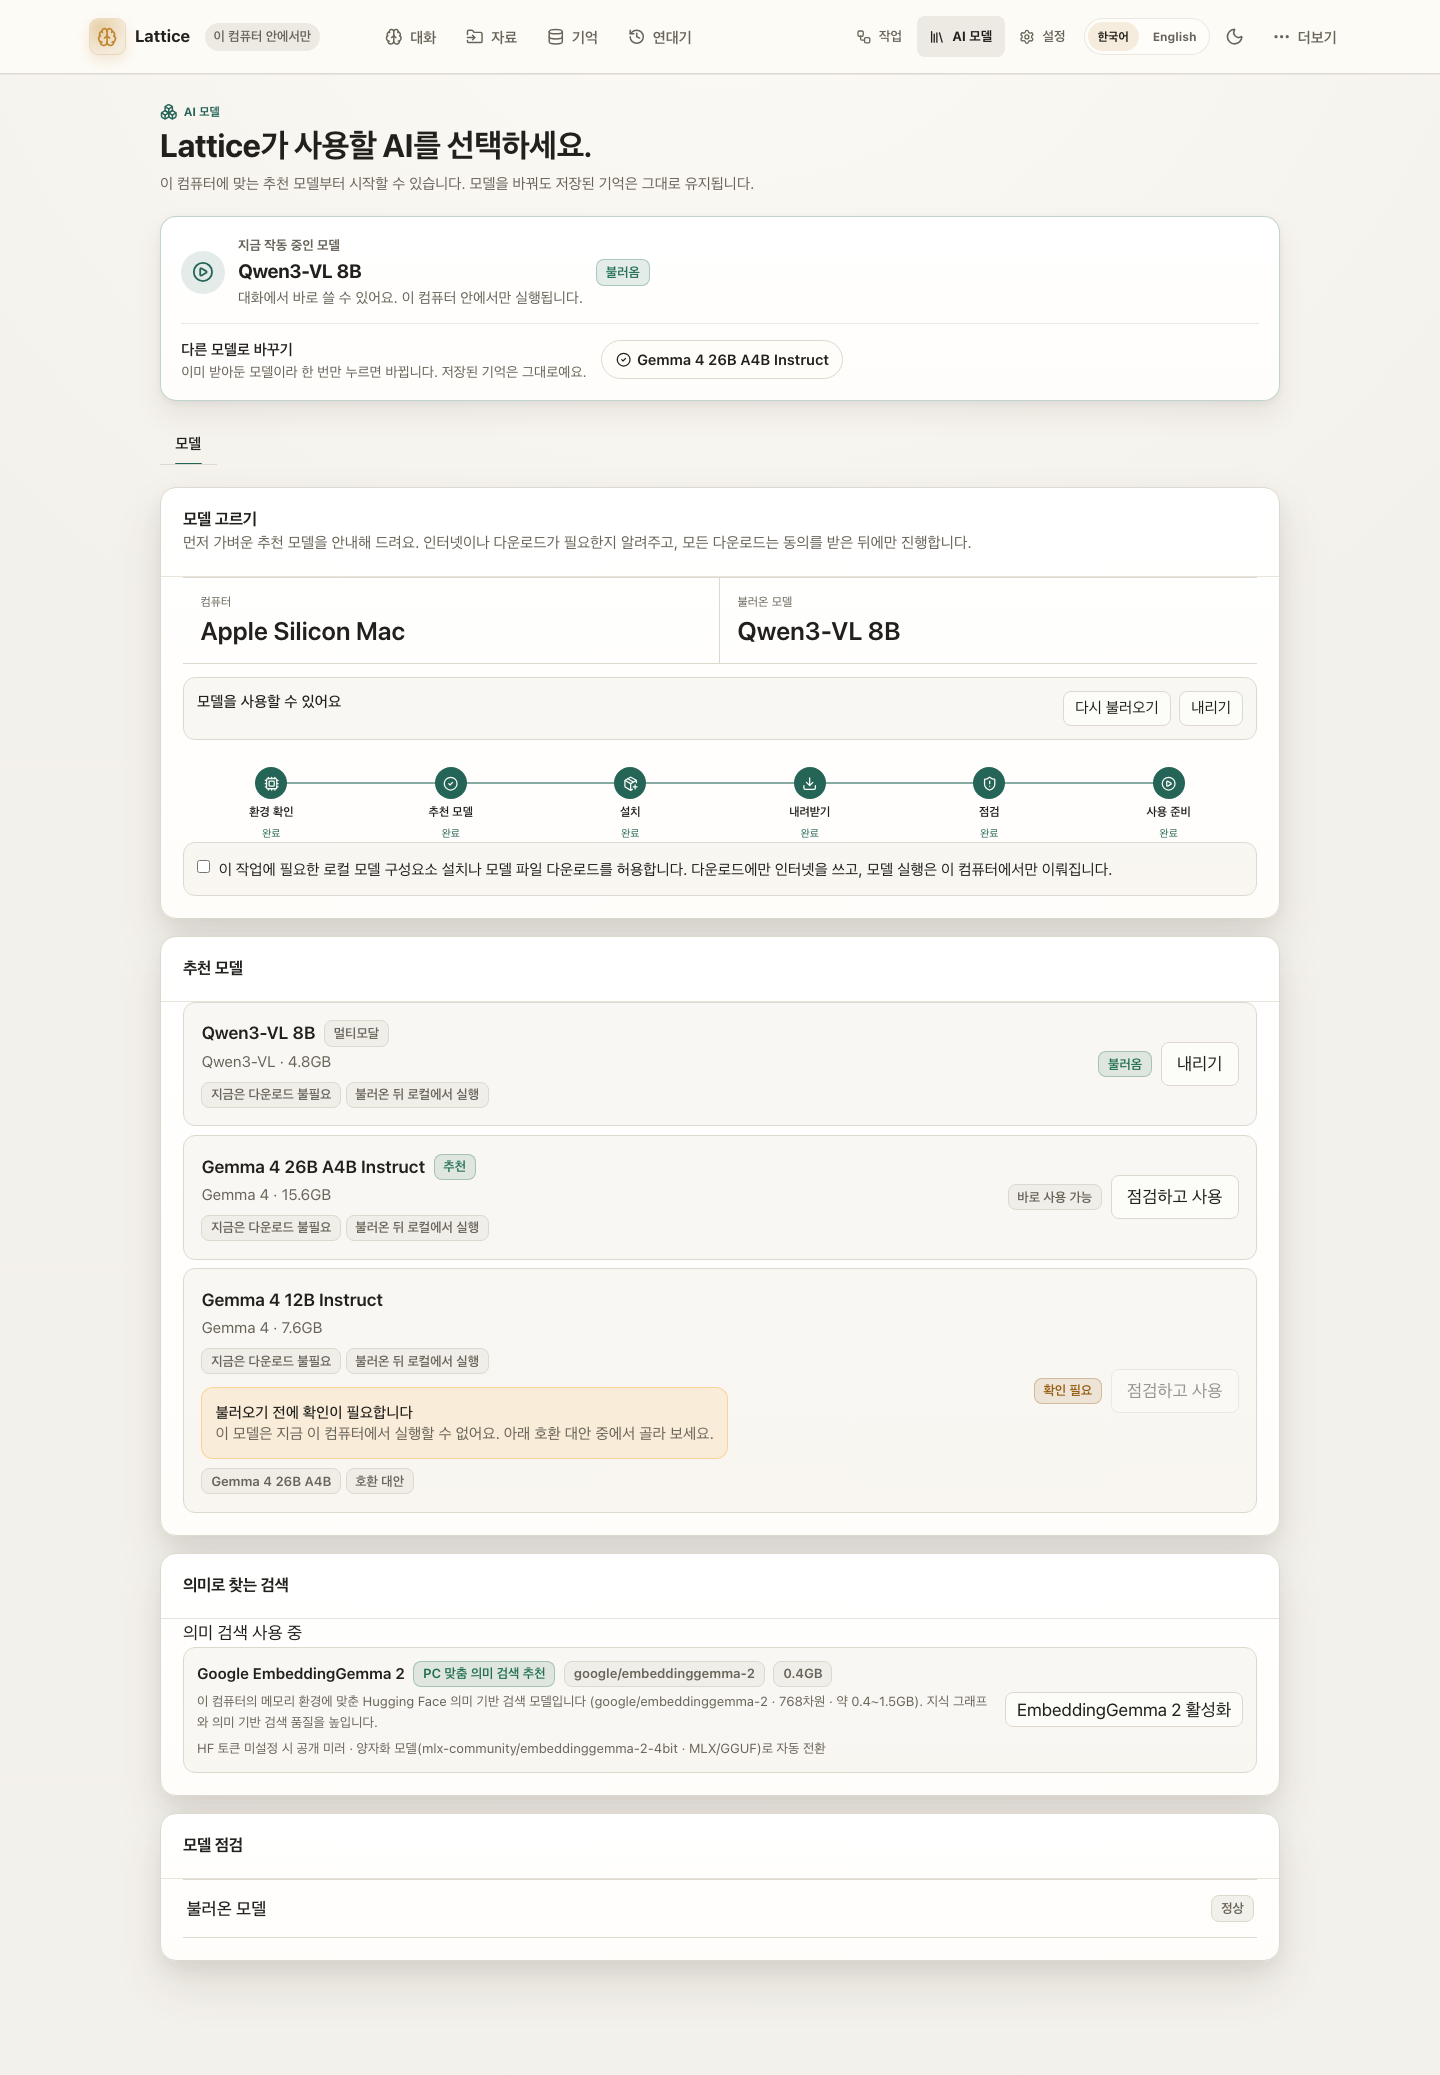 Lattice
이 컴퓨터 안에서만
대화
자료
기억
연대기
작업
AI 모델
설정
한국어
English
더보기
AI 모델
Lattice가 사용할 AI를 선택하세요.
이 컴퓨터에 맞는 추천 모델부터 시작할 수 있습니다. 모델을 바꿔도 저장된 기억은 그대로 유지됩니다.
지금 작동 중인 모델
Qwen3-VL 8B
불러옴
대화에서 바로 쓸 수 있어요. 이 컴퓨터 안에서만 실행됩니다.
다른 모델로 바꾸기
이미 받아둔 모델이라 한 번만 누르면 바뀝니다. 저장된 기억은 그대로예요.
Gemma 4 26B A4B Instruct
모델
모델 고르기
먼저 가벼운 추천 모델을 안내해 드려요. 인터넷이나 다운로드가 필요한지 알려주고, 모든 다운로드는 동의를 받은 뒤에만 진행합니다.
컴퓨터
Apple Silicon Mac
불러온 모델
Qwen3-VL 8B
모델을 사용할 수 있어요
다시 불러오기
내리기
환경 확인
완료
추천 모델
완료
설치
완료
내려받기
완료
점검
완료
사용 준비
완료
이 작업에 필요한 로컬 모델 구성요소 설치나 모델 파일 다운로드를 허용합니다. 다운로드에만 인터넷을 쓰고, 모델 실행은 이 컴퓨터에서만 이뤄집니다.
추천 모델
Qwen3-VL 8B
멀티모달
Qwen3-VL · 4.8GB
지금은 다운로드 불필요
불러온 뒤 로컬에서 실행
불러옴
내리기
Gemma 4 26B A4B Instruct
추천
Gemma 4 · 15.6GB
지금은 다운로드 불필요
불러온 뒤 로컬에서 실행
바로 사용 가능
점검하고 사용
Gemma 4 12B Instruct
Gemma 4 · 7.6GB
지금은 다운로드 불필요
불러온 뒤 로컬에서 실행
불러오기 전에 확인이 필요합니다
이 모델은 지금 이 컴퓨터에서 실행할 수 없어요. 아래 호환 대안 중에서 골라 보세요.
Gemma 4 26B A4B
호환 대안
확인 필요
점검하고 사용
의미로 찾는 검색
의미 검색 사용 중
Google EmbeddingGemma 2
PC 맞춤 의미 검색 추천
google/embeddinggemma-2
0.4GB
이 컴퓨터의 메모리 환경에 맞춘 Hugging Face 의미 기반 검색 모델입니다 (google/embeddinggemma-2 · 768차원 · 약 0.4~1.5GB). 지식 그래프
와 의미 기반 검색 품질을 높입니다.
HF 토큰 미설정 시 공개 미러 · 양자화 모델(mlx-community/embeddinggemma-2-4bit · MLX/GGUF)로 자동 전환
EmbeddingGemma 2 활성화
모델 점검
불러온 모델
정상